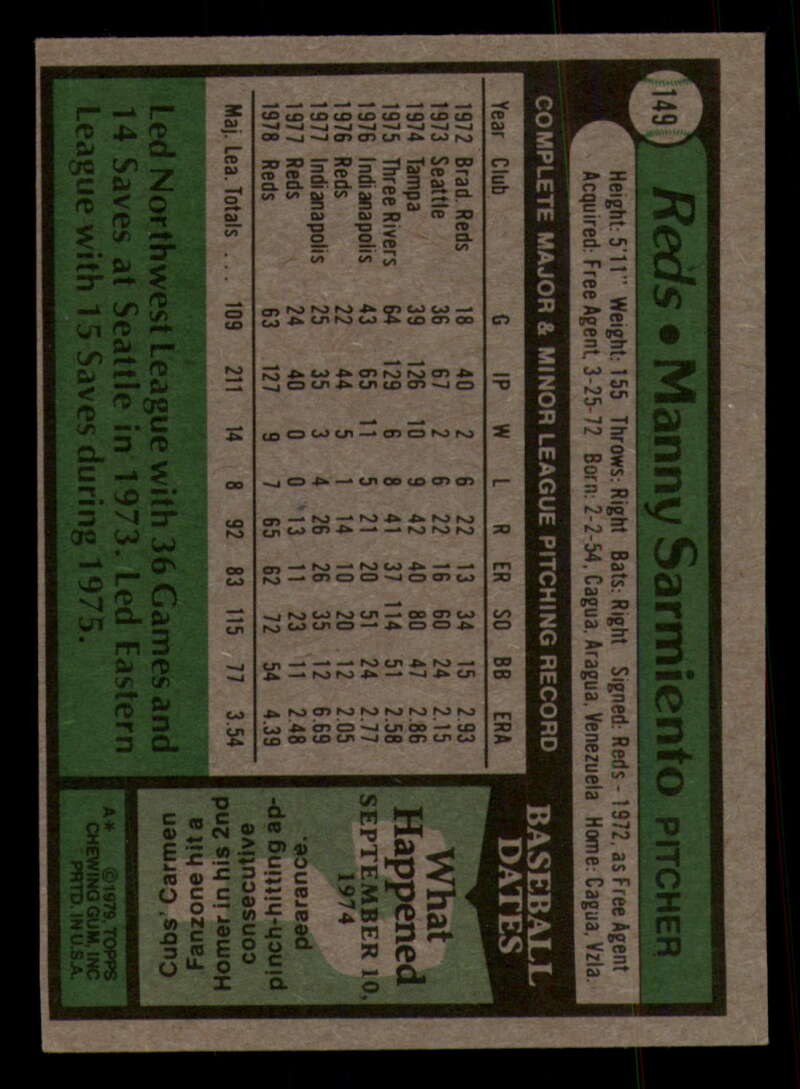 149
Reds • Manny Sarmiento PITCHER
Height: 5'11" Weight: 155 Throws: Right Bats: Right Signed: Reds - 1972, as Free Agent
Acquired: Free Agent, 3-25-72 Born: 2-2-54, Cagua, Aragua, Venezuela Home: Cagua, Vzla.
COMPLETE MAJOR & MINOR LEAGUE PITCHING RECORD
Year Club G IP W L R ER SO BB ERA
1972 Brad. Reds 18 40 2 6 22 13 34 15 2.93
1973 Seattle 36 67 2 6 22 16 60 24 2.15
1974 Tampa 39 126 10 9 42 40 80 47 2.86
1975 Three Rivers 64 129 6 8 41 37 114 51 2.58
1976 Indianapolis 43 65 11 5 21 20 51 24 2.77
1976 Reds 22 44 5 1 14 10 20 12 2.05
1977 Indianapolis 25 35 3 4 26 26 35 12 6.69
1977 Reds 24 40 0 0 13 11 23 11 2.48
1978 Reds 63 127 9 7 65 62 72 54 4.39
Maj. Lea. Totals . . . 109 211 14 8 92 83 115 77 3.54
Led Northwest League with 36 Games and
14 Saves at Seattle in 1973. Led Eastern
League with 15 Saves during 1975.
BASEBALL
DATES
What
Happened
SEPTEMBER 10,
1974
Cubs' Carmen
Fanzone hit a
Homer in his 2nd
consecutive
pinch-hitting ap-
pearance.
A* ©1979, TOPPS
CHEWING GUM, INC
PRTD. IN U.S.A.